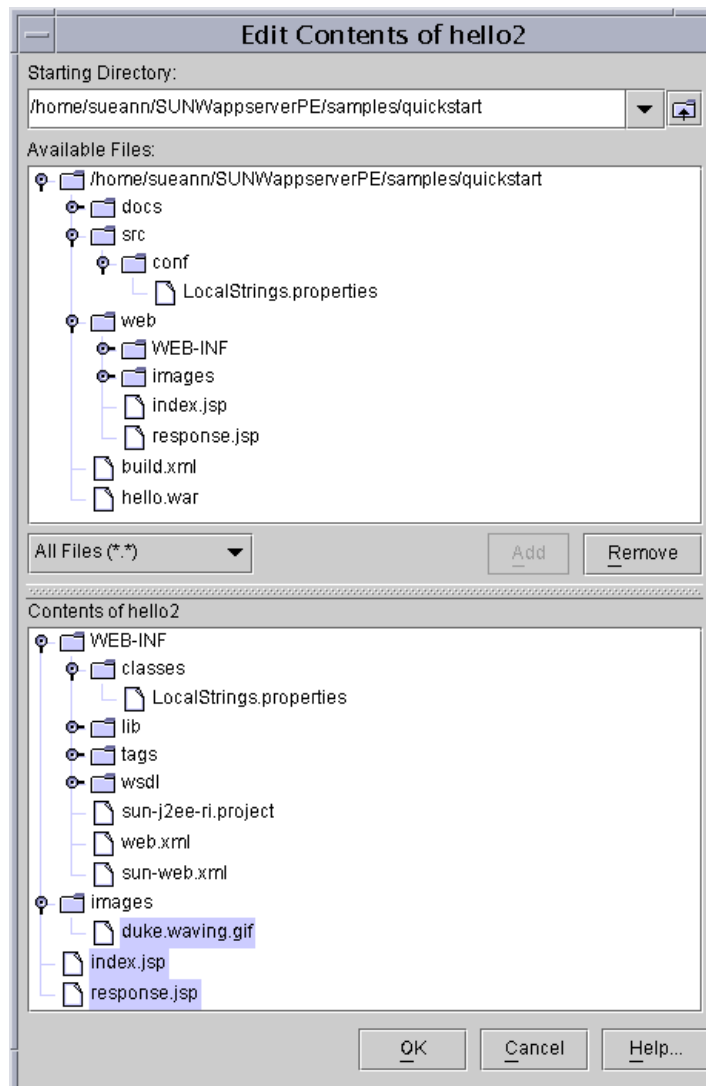 Edit Contents of hello2
Starting Directory:
/home/sueann/SUNWappserverPE/samples/quickstart
Available Files:
/home/sueann/SUNWappserverPE/samples/quickstart
docs
src
conf
LocalStrings.properties
web
WEB-INF
images
index.jsp
response.jsp
build.xml
hello.war
All Files (*.*)
Add
Remove
Contents of hello2
WEB-INF
classes
LocalStrings.properties
lib
tags
wsdl
sun-j2ee-ri.project
web.xml
sun-web.xml
images
duke.waving.gif
index.jsp
response.jsp
OK
Cancel
Help...